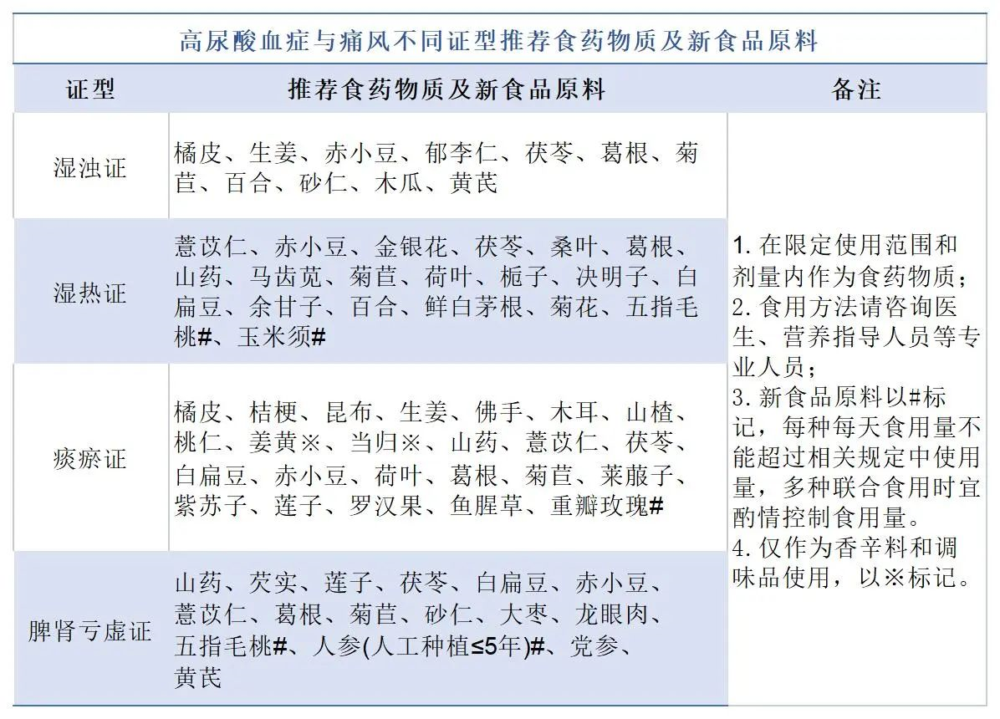 高尿酸血症与痛风不同证型推荐食药物质及新食品原料
证型
推荐食药物质及新食品原料
备注
湿浊证
橘皮、生姜、赤小豆、郁李仁、茯苓、葛根、菊
苣、百合、砂仁、木瓜、黄芪
湿热证
薏苡仁、赤小豆、金银花、茯苓、桑叶、葛根、
山药、马齿苋、菊苣、荷叶、栀子、决明子、白
扁豆、余甘子、百合、鲜白茅根、菊花、五指毛
桃#、玉米须#
痰瘀证
橘皮、桔梗、昆布、生姜、佛手、木耳、山楂、
桃仁、姜黄※、当归※、山药、薏苡仁、茯苓、
白扁豆、赤小豆、荷叶、葛根、菊苣、莱菔子、
紫苏子、莲子、罗汉果、鱼腥草、重瓣玫瑰#
脾肾亏虚证
山药、芡实、莲子、茯苓、白扁豆、赤小豆、
薏苡仁、葛根、菊苣、砂仁、大枣、龙眼肉、
五指毛桃#、人参(人工种植≤5年)#、党参、
黄芪
1.在限定使用范围和
剂量内作为食药物质；
2.食用方法请咨询医
生、营养指导人员等专
业人员；
3.新食品原料以#标
记，每种每天食用量不
能超过相关规定中使用
量，多种联合食用时宜
酌情控制食用量。
4.仅作为香辛料和调
味品使用，以※标记。